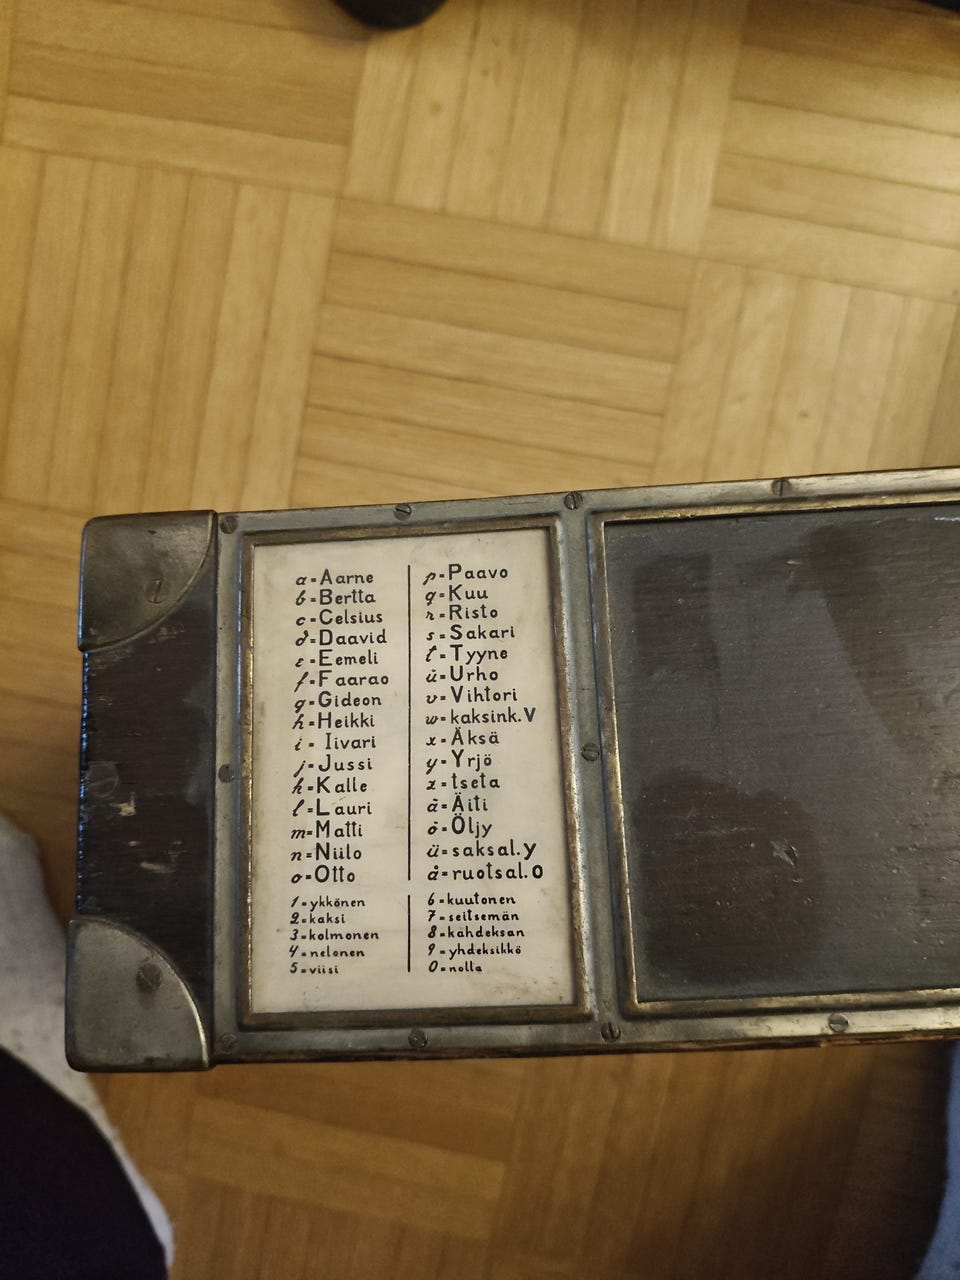 a=Aarne
b=Bertta
c=Celsius
d=Daavid
e=Eemeli
f=Faarao
g=Gideon
h=Heikki
i=Iivari
j=Jussi
k=Kalle
l=Lauri
m=Matti
n=Niilo
o=Otto
p=Paavo
q=Kuu
r=Risto
s=Sakari
t=Tyyne
u=Urho
v=Vihtori
w=kaksink.V
x=Äksä
y=Yrjö
z=tseta
ä=Äiti
ö=Öljy
ü=saksal.y
å=ruotsal.O
1=ykkönen
2=kaksi
3=kolmonen
4=nelonen
5=viisi
6=kuutonen
7=seitsemän
8=kahdeksan
9=yhdeksikkö
0=nolla